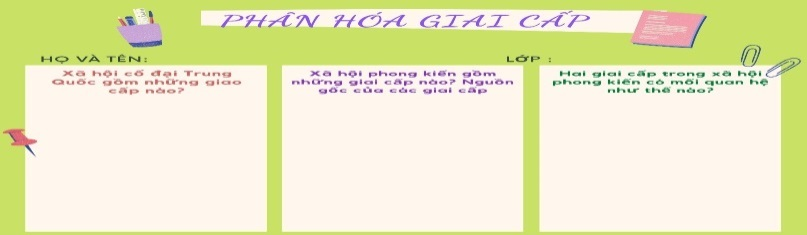 PHÂN HÓA GIAI CẤP
HỌ VÀ TÊN:
LỚP :
Xã hội cổ đại Trung
Quốc gồm những giao
cấp nào?
Xã hội phong kiến gồm
những giai cấp nào? Nguồn
gốc của các giai cấp
Hai giai cấp trong xã hội
phong kiến có mối quan hệ
như thế nào?